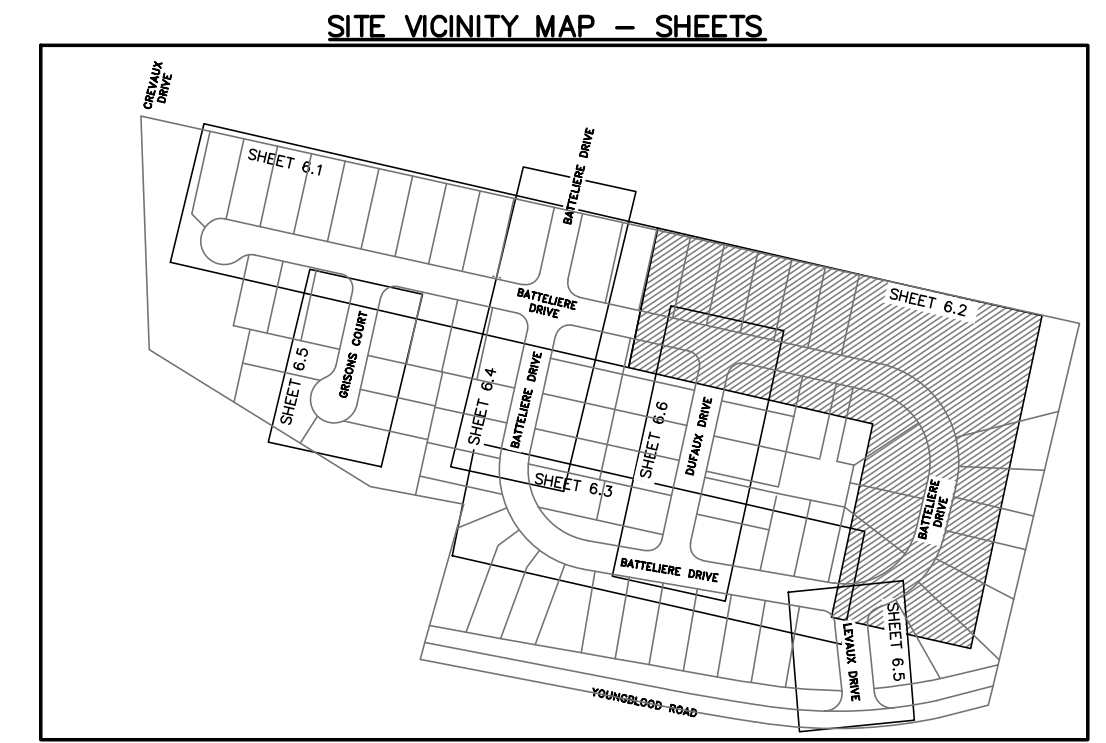 SITE VICINITY MAP – SHEETS
CREVAUX
DRIVE
BATTELIERE DRIVE
SHEET 6.1
SHEET 6.2
BATTELIERE
DRIVE
GRISONS COURT
SHEET 6.5
SHEET 6.4
BATTELIERE DRIVE
SHEET 6.6
DUFAUX DRIVE
SHEET 6.3
BATTELIERE
DRIVE
BATTELIERE DRIVE
LEVAUX DRIVE
SHEET 6.5
YOUNGBLOOD ROAD